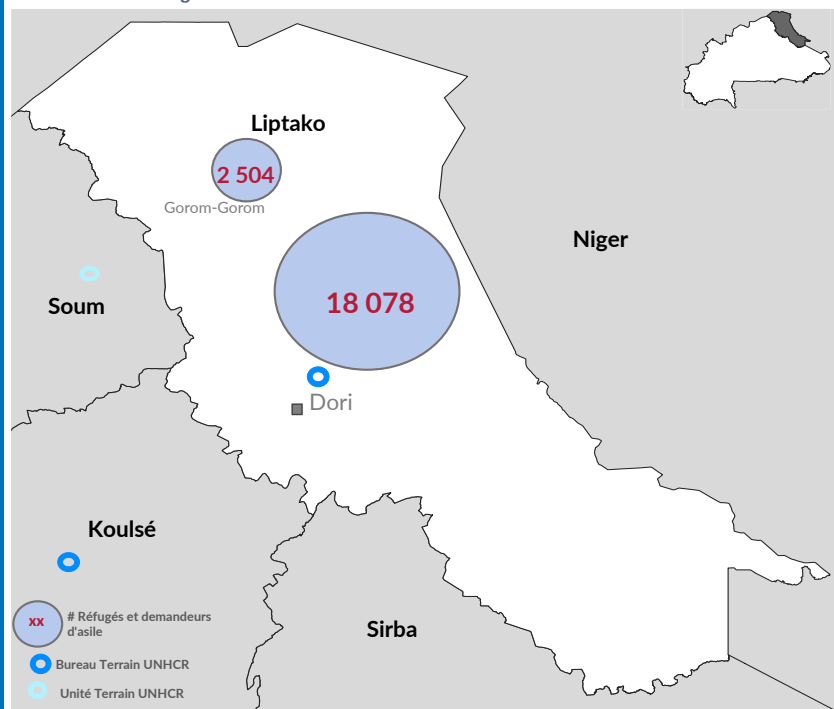 Liptako
2 504
Gorom-Gorom
Niger
18 078
Soum
Dori
Koulsé
xx
# Réfugés et demandeurs
d'asile
Sirba
Bureau Terrain UNHCR
Unité Terrain UNHCR